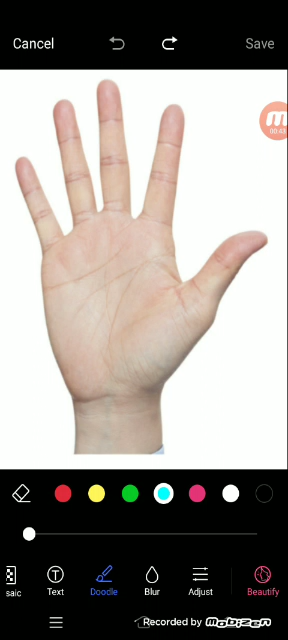 Cancel
Save
00:43
saic
Text
Doodle
Blur
Adjust
Beautify
Recorded by mobizen